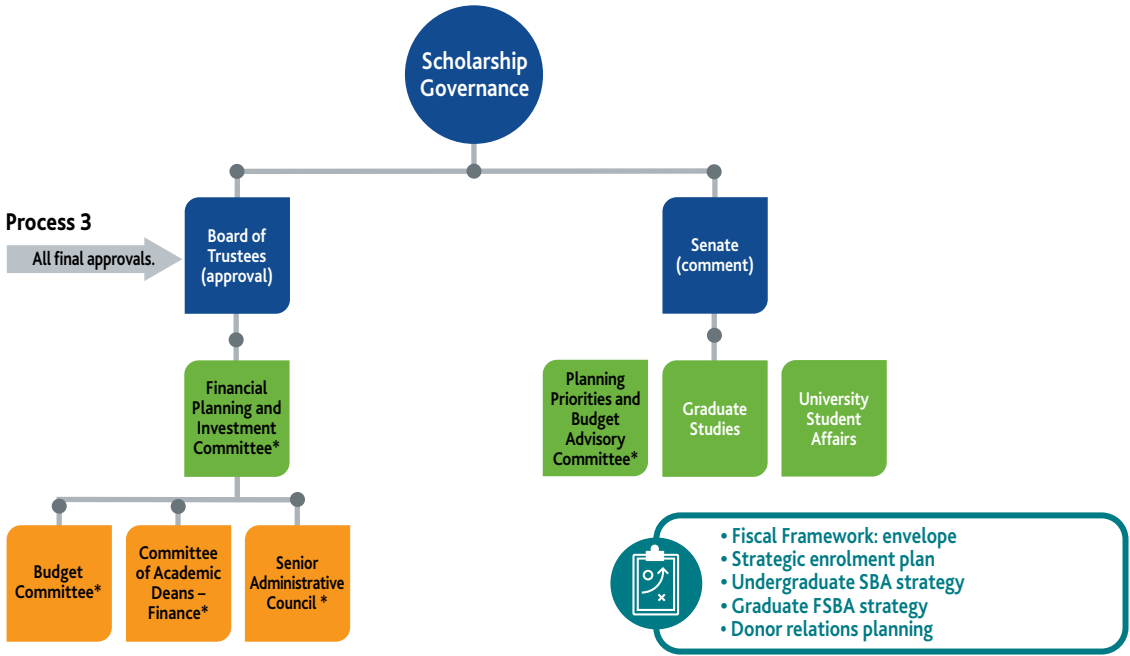 Scholarship
Governance
Process 3
All final approvals.
Board of
Trustees
(approval)
Senate
(comment)
Financial
Planning and
Investment
Committee*
Planning
Priorities and
Budget
Advisory
Committee*
Graduate
Studies
University
Student
Affairs
Budget
Committee*
Committee
of Academic
Deans –
Finance*
Senior
Administrative
Council *
• Fiscal Framework: envelope
• Strategic enrolment plan
• Undergraduate SBA strategy
• Graduate FSBA strategy
• Donor relations planning